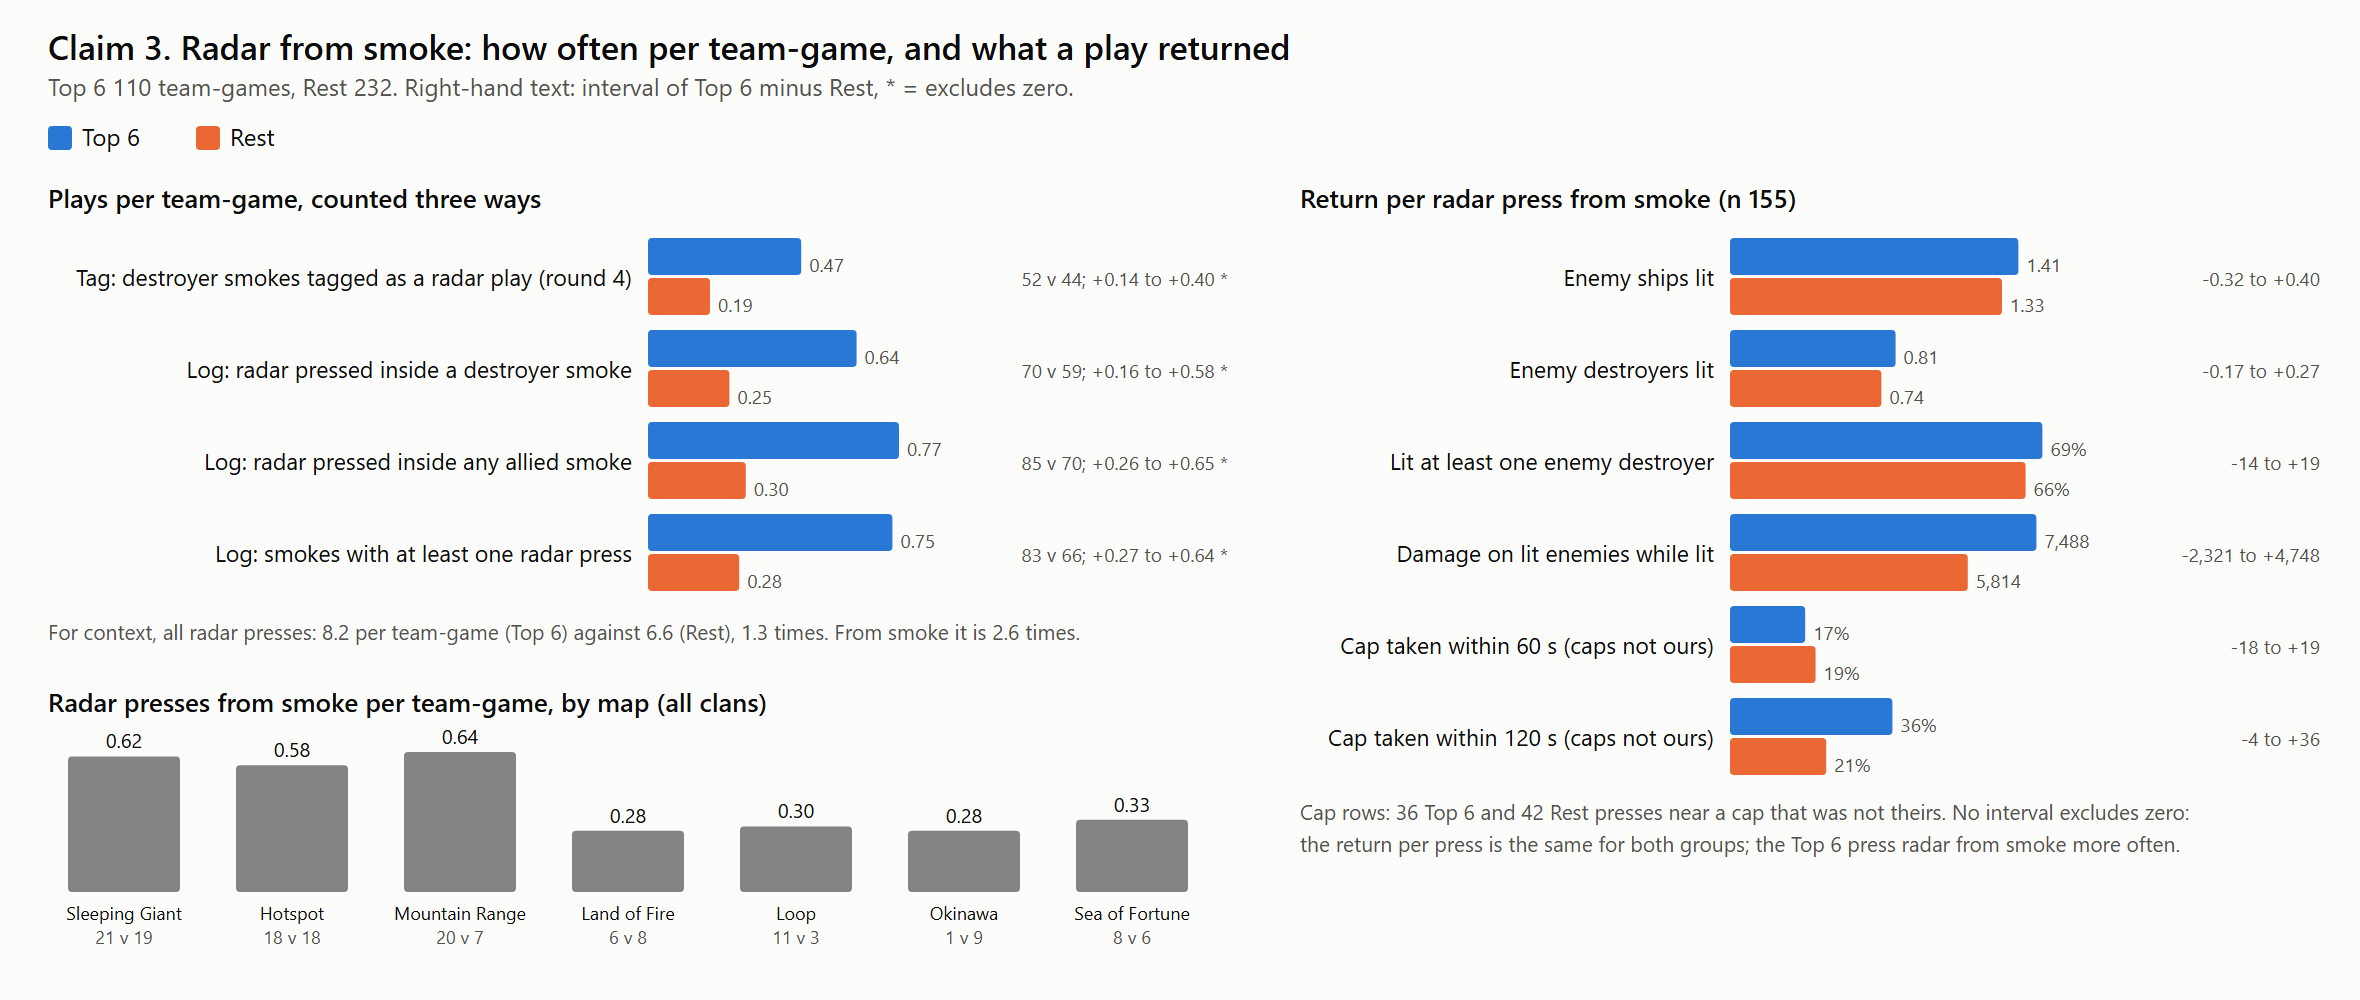 Claim 3. Radar from smoke: how often per team-game, and what a play returned
Top 6 110 team-games, Rest 232. Right-hand text: interval of Top 6 minus Rest, * = excludes zero.
Top 6
Rest
Plays per team-game, counted three ways
Tag: destroyer smokes tagged as a radar play (round 4)
0.47
0.19
52 v 44; +0.14 to +0.40 *
Log: radar pressed inside a destroyer smoke
0.64
0.25
70 v 59; +0.16 to +0.58 *
Log: radar pressed inside any allied smoke
0.77
0.30
85 v 70; +0.26 to +0.65 *
Log: smokes with at least one radar press
0.75
0.28
83 v 66; +0.27 to +0.64 *
For context, all radar presses: 8.2 per team-game (Top 6) against 6.6 (Rest), 1.3 times. From smoke it is 2.6 times.
Radar presses from smoke per team-game, by map (all clans)
0.62
0.58
0.64
0.28
0.30
0.28
0.33
Sleeping Giant
Hotspot
Mountain Range
Land of Fire
Loop
Okinawa
Sea of Fortune
21 v 19
18 v 18
20 v 7
6 v 8
11 v 3
1 v 9
8 v 6
Return per radar press from smoke (n 155)
Enemy ships lit
1.41
1.33
-0.32 to +0.40
Enemy destroyers lit
0.81
0.74
-0.17 to +0.27
Lit at least one enemy destroyer
69%
66%
-14 to +19
Damage on lit enemies while lit
7,488
5,814
-2,321 to +4,748
Cap taken within 60 s (caps not ours)
17%
19%
-18 to +19
Cap taken within 120 s (caps not ours)
36%
21%
-4 to +36
Cap rows: 36 Top 6 and 42 Rest presses near a cap that was not theirs. No interval excludes zero:
the return per press is the same for both groups; the Top 6 press radar from smoke more often.